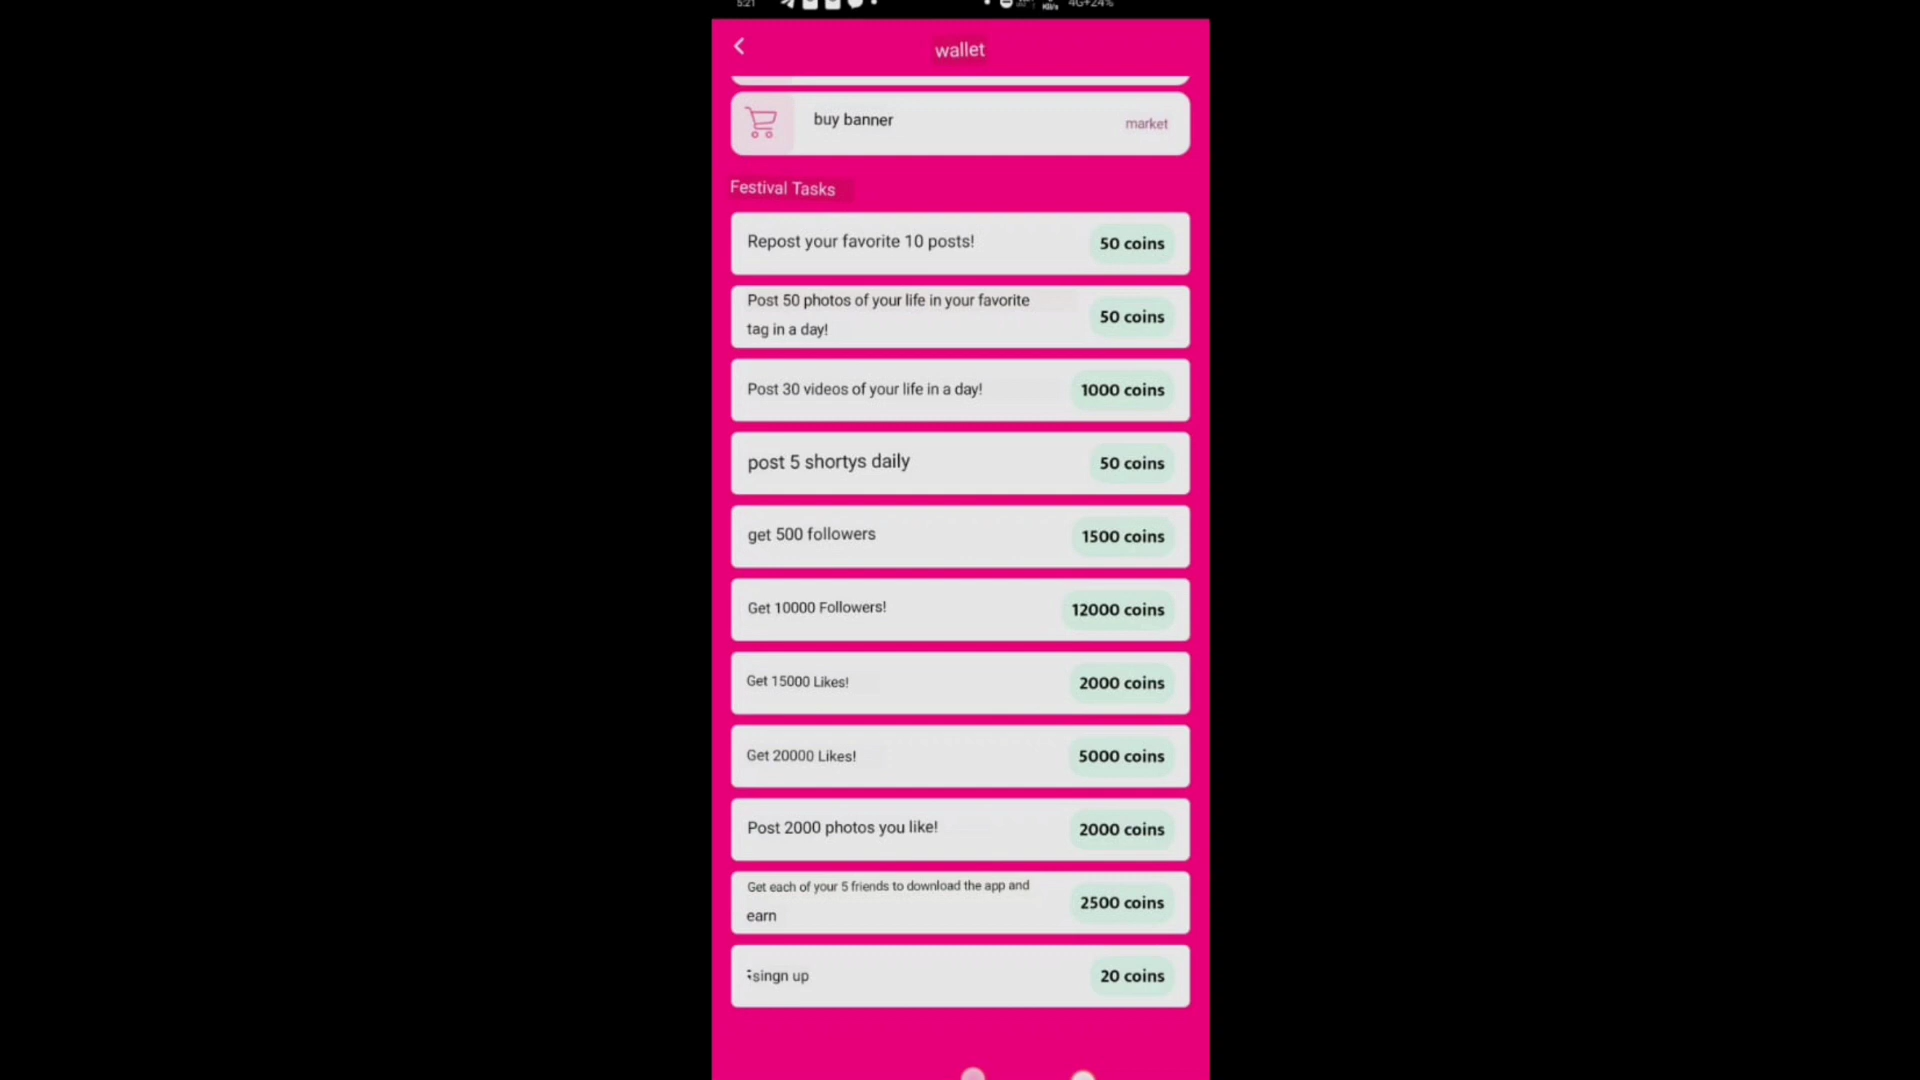 5:21
4G+24%
wallet
buy banner
market
Festival Tasks
Repost your favorite 10 posts!
50 coins
Post 50 photos of your life in your favorite
tag in a day!
50 coins
Post 30 videos of your life in a day!
1000 coins
post 5 shortys daily
50 coins
get 500 followers
1500 coins
Get 10000 Followers!
12000 coins
Get 15000 Likes!
2000 coins
Get 20000 Likes!
5000 coins
Post 2000 photos you like!
2000 coins
Get each of your 5 friends to download the app and
earn
2500 coins
singn up
20 coins